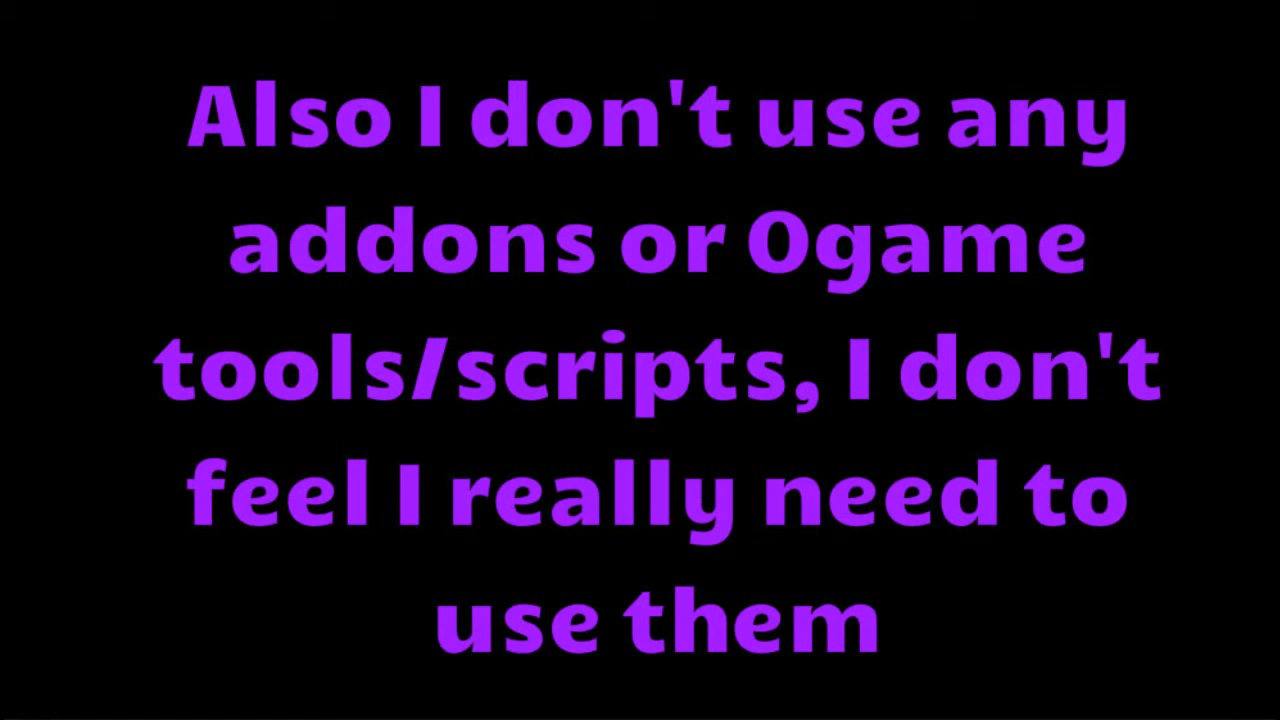 Also I don't use any
addons or Ogame
tools/scripts, I don't
feel I really need to
use them